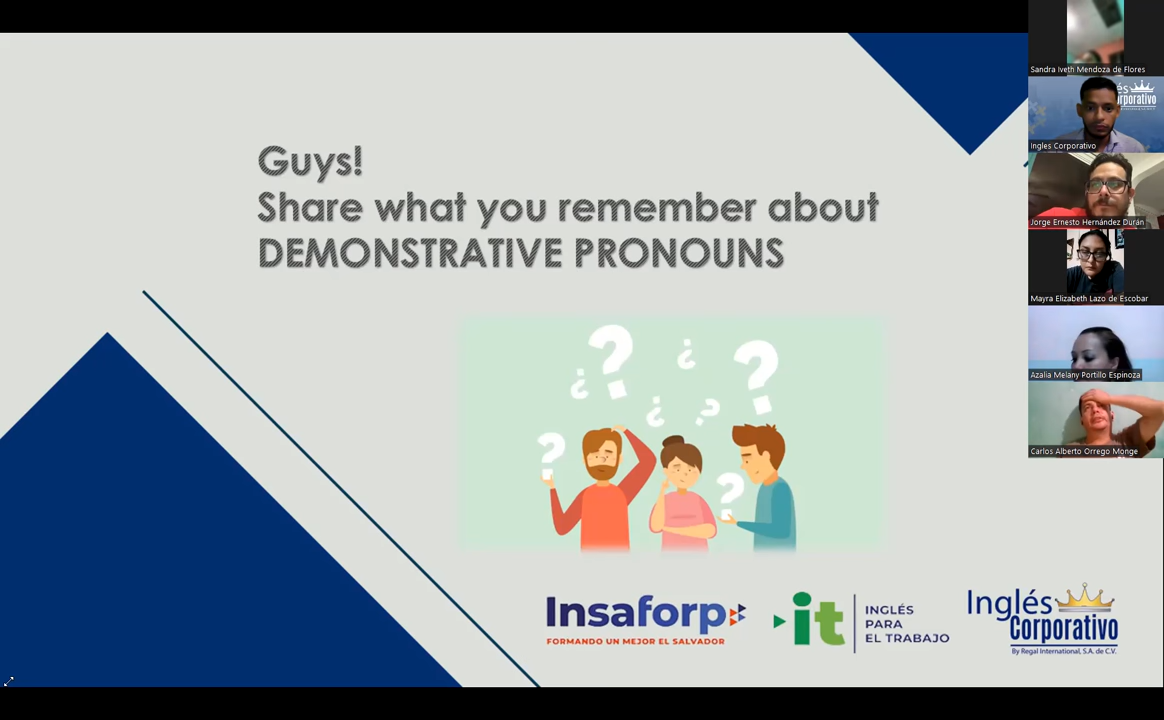 Guys!
Share what you remember about
DEMONSTRATIVE PRONOUNS
Insaforp
FORMANDO UN MEJOR EL SALVADOR
it
INGLÉS
PARA
EL TRABAJO
Inglés
Corporativo
By Regal International, S.A. de C.V.
Sandra Iveth Mendoza de Flores
Ingles Corporativo
Jorge Ernesto Hernández Durán
Mayra Elizabeth Lazo de Escobar
Azalia Melany Portillo Espinoza
Carlos Alberto Orrego Monge